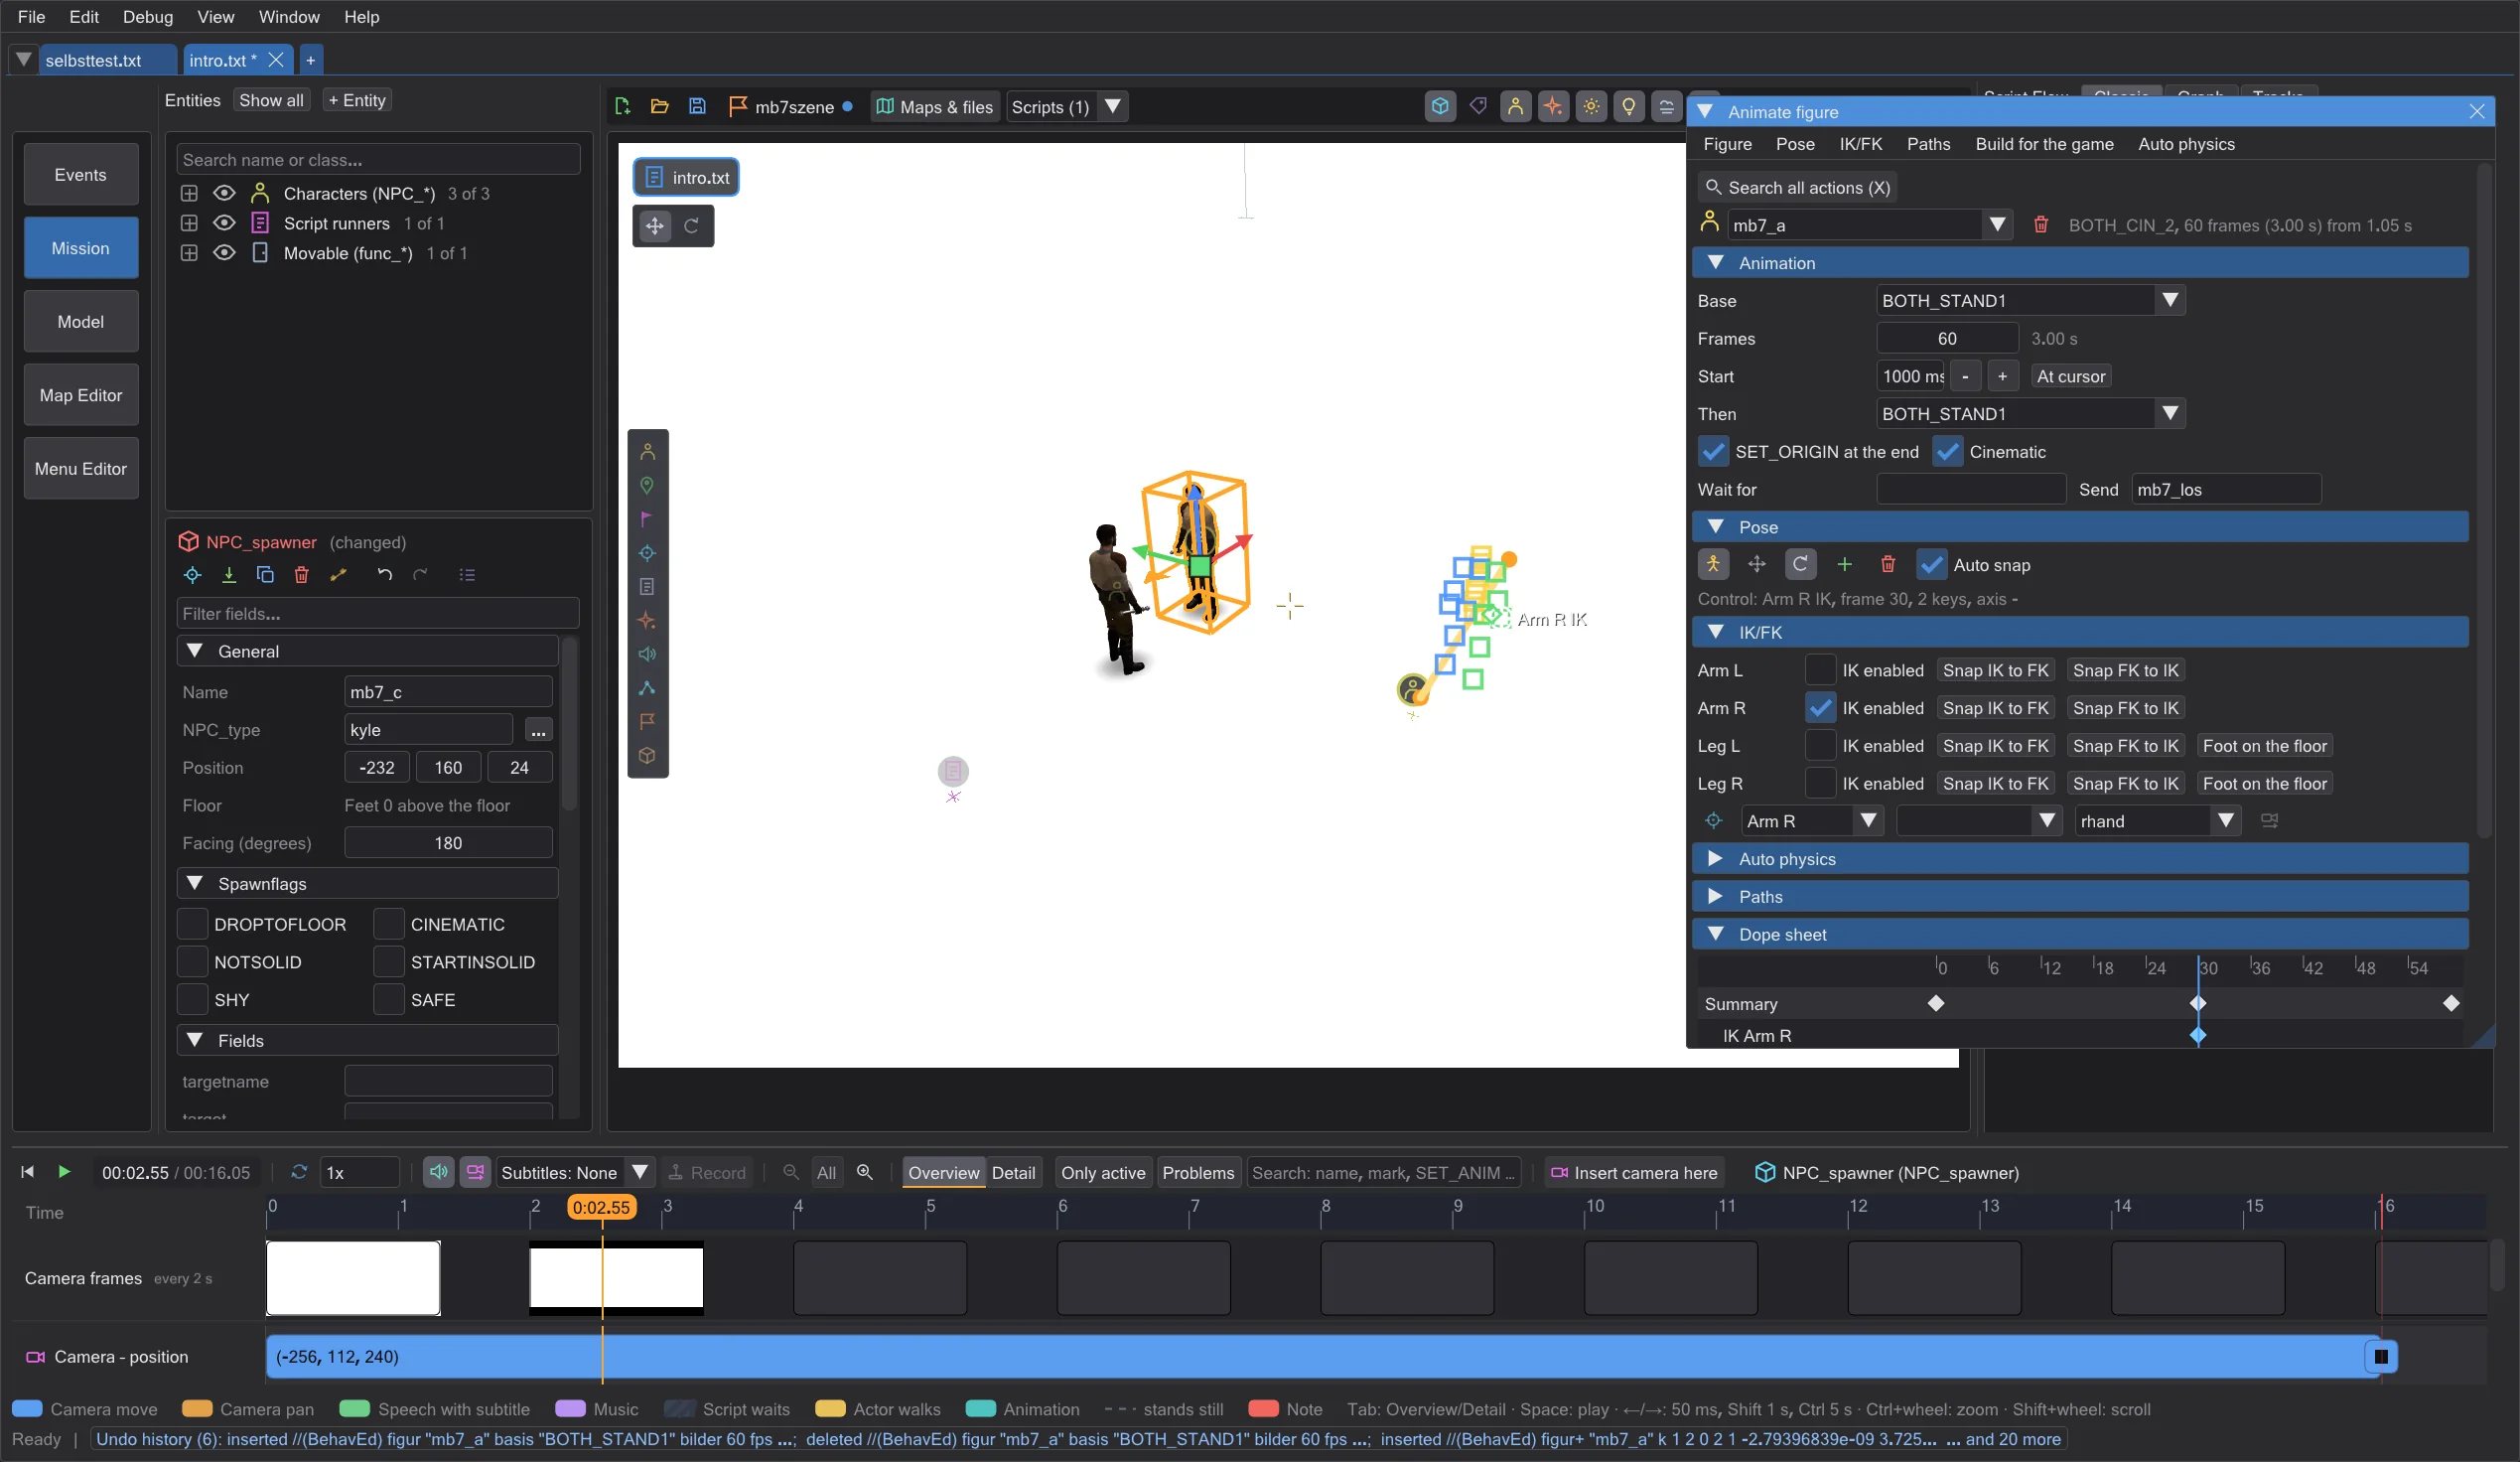 File Edit Debug View Window Help
selbsttest.txt intro.txt * +
Entities Show all + Entity
mb7szene Maps & files Scripts (1)
Events
Mission
Model
Map Editor
Menu Editor
Search name or class...
Characters (NPC_*) 3 of 3
Script runners 1 of 1
Movable (func_*) 1 of 1
NPC_spawner (changed)
Filter fields...
General
Name mb7_c
NPC_type kyle ...
Position -232 160 24
Floor Feet 0 above the floor
Facing (degrees) 180
Spawnflags
DROPTOFLOOR CINEMATIC
NOTSOLID STARTINSOLID
SHY SAFE
Fields
targetname
target
intro.txt
Arm R IK
Script Flow Classic Graph Tracks
Animate figure
Figure Pose IK/FK Paths Build for the game Auto physics
Search all actions (X)
mb7_a BOTH_CIN_2, 60 frames (3.00 s) from 1.05 s
Animation
Base BOTH_STAND1
Frames 60 3.00 s
Start 1000 ms - + At cursor
Then BOTH_STAND1
SET_ORIGIN at the end Cinematic
Wait for Send mb7_los
Pose
Auto snap
Control: Arm R IK, frame 30, 2 keys, axis -
IK/FK
Arm L IK enabled Snap IK to FK Snap FK to IK
Arm R IK enabled Snap IK to FK Snap FK to IK
Leg L IK enabled Snap IK to FK Snap FK to IK Foot on the floor
Leg R IK enabled Snap IK to FK Snap FK to IK Foot on the floor
Arm R rhand
Auto physics
Paths
Dope sheet
0 6 12 18 24 30 36 42 48 54
Summary
IK Arm R
00:02.55 / 00:16.05 1x Subtitles: None Record All Overview Detail Only active Problems Search: name, mark, SET_ANIM ... Insert camera here NPC_spawner (NPC_spawner)
Time 0 1 2 0:02.55 3 4 5 6 7 8 9 10 11 12 13 14 15 16
Camera frames every 2 s
Camera - position (-256, 112, 240)
Camera move Camera pan Speech with subtitle Music Script waits Actor walks Animation stands still Note Tab: Overview/Detail · Space: play · ←/→: 50 ms, Shift 1 s, Ctrl 5 s · Ctrl+wheel: zoom · Shift+wheel: scroll
Ready | Undo history (6): inserted //(BehavEd) figur "mb7_a" basis "BOTH_STAND1" bilder 60 fps ...; deleted //(BehavEd) figur "mb7_a" basis "BOTH_STAND1" bilder 60 fps ...; inserted //(BehavEd) figur+ "mb7_a" k 1 2 0 2 1 -2.79396839e-09 3.725... ... and 20 more